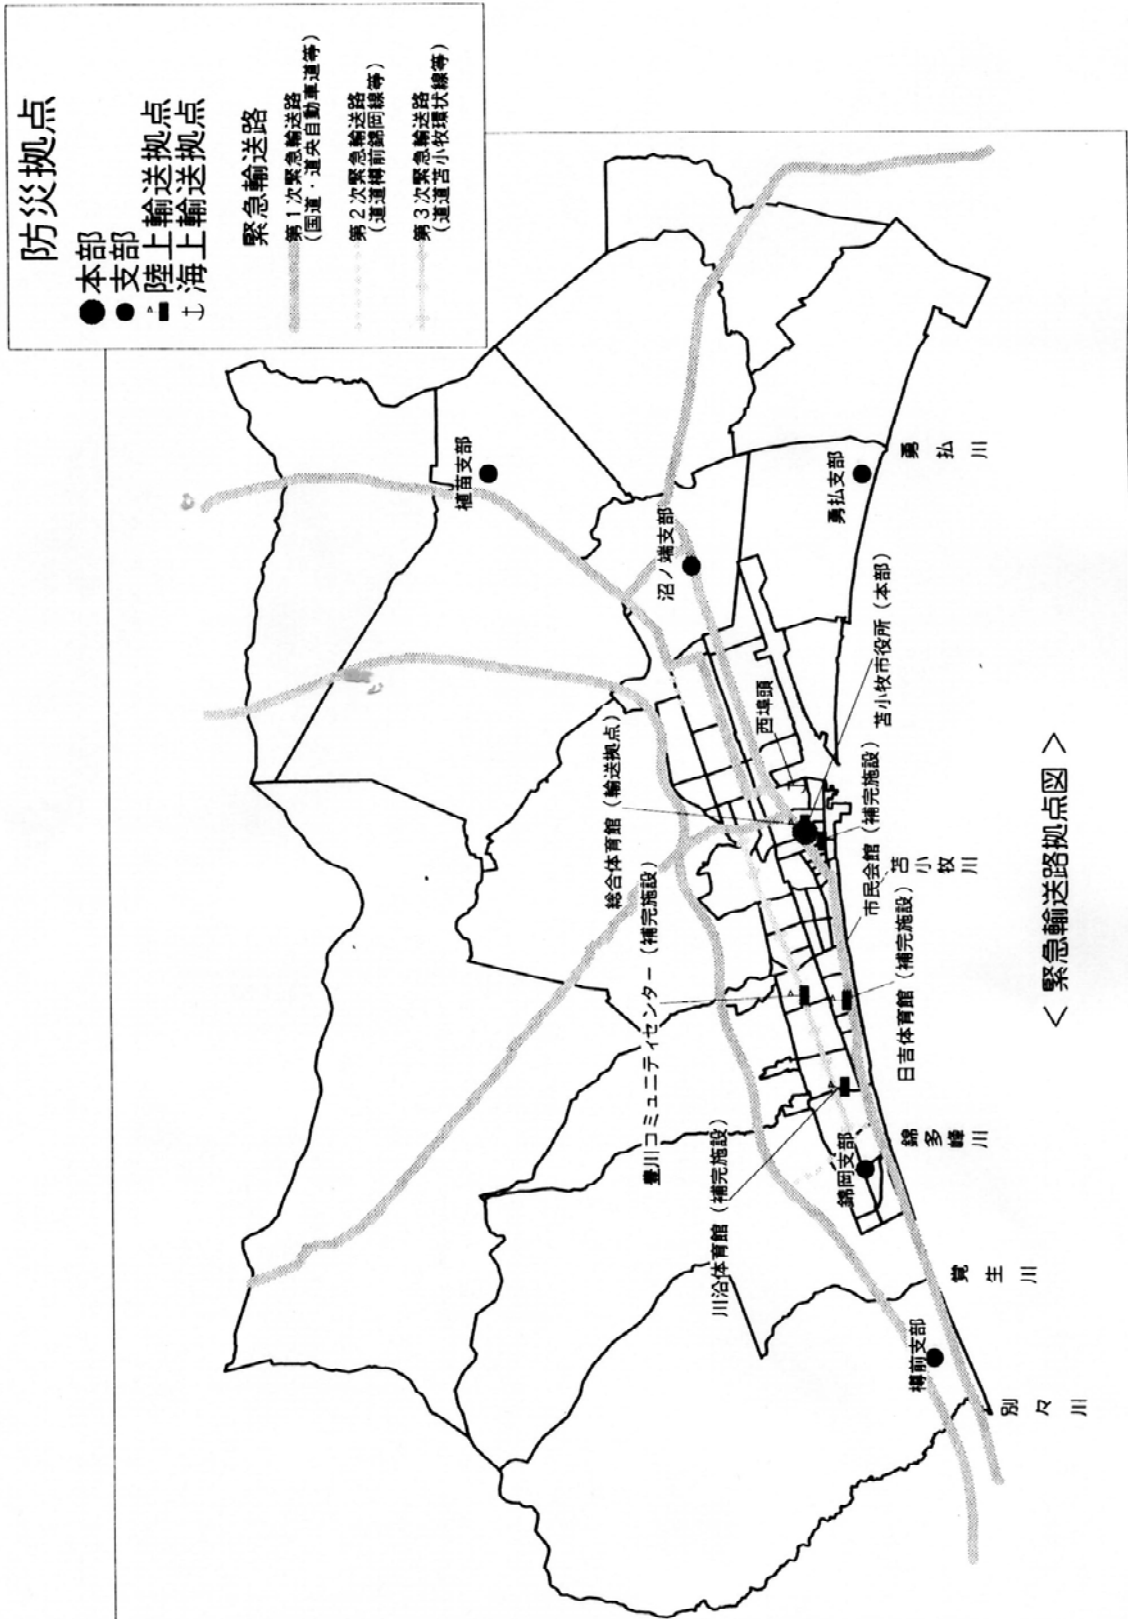 防災拠点
本部
支部
陸上輸送拠点
海上輸送拠点
緊急輸送路
第1次緊急輸送路
(国道・道央自動車道等)
第2次緊急輸送路
(道道樽前錦岡線等)
第3次緊急輸送路
(道道苫小牧環状線等)
植苗支部
沼ノ端支部
勇払支部
勇払川
総合体育館(輸送拠点)
西埠頭
苫小牧市役所(本部)
豊川コミュニティセンター(補完施設)
市民会館(補完施設)
苫小牧川
日吉体育館(補完施設)
川沿体育館(補完施設)
錦岡支部
錦多峰川
覚生川
樽前支部
別々川
<緊急輸送路拠点図>